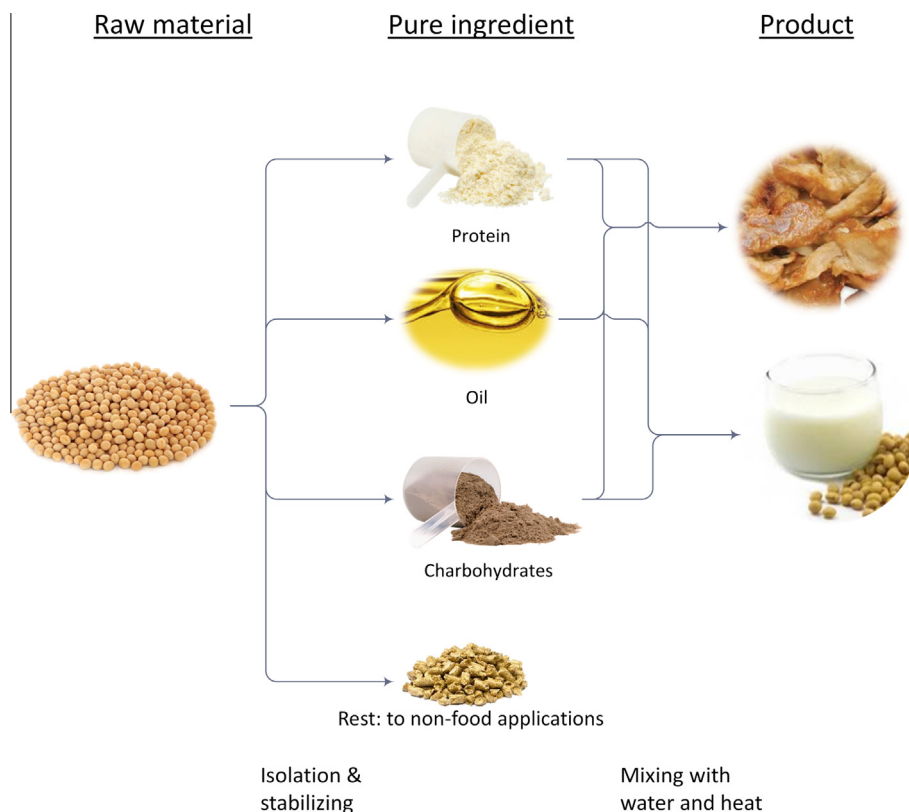 Raw material
Pure ingredient
Product
Protein
Oil
Charbohydrates
Rest: to non-food applications
Isolation &
stabilizing
Mixing with
water and heat